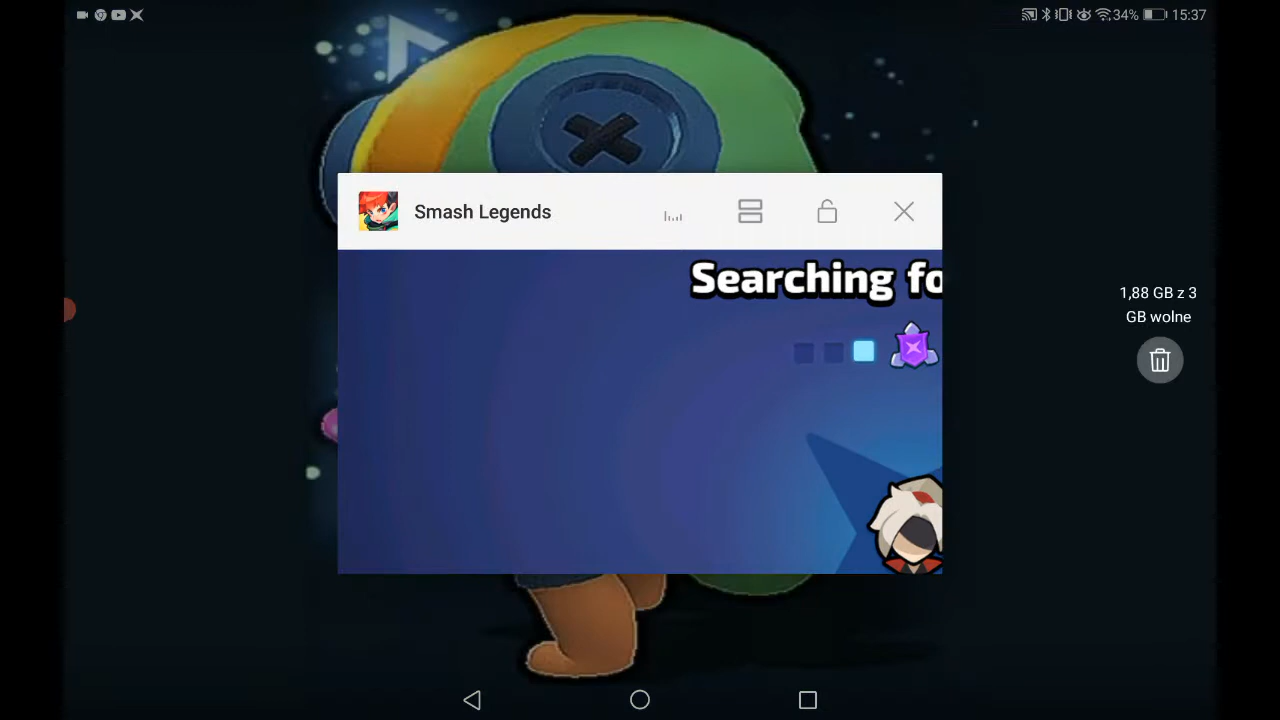 34% 15:37
Smash Legends
Searching fo
1,88 GB z 3
GB wolne